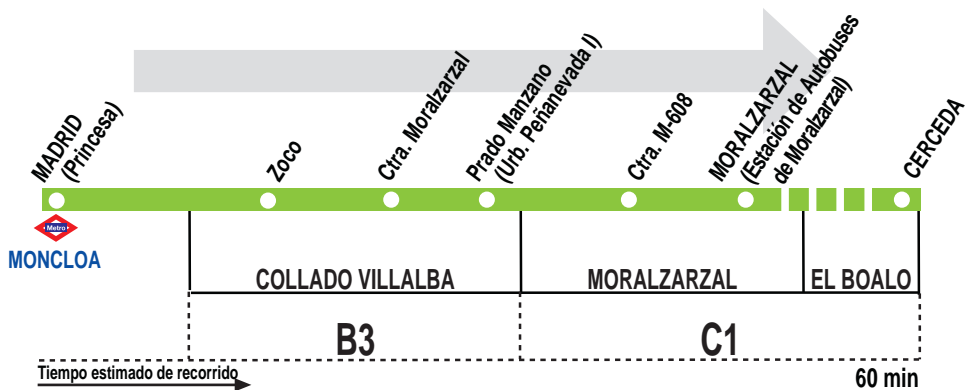 MADRID
(Princesa)
Zoco
Ctra. Moralzarzal
Prado Manzano
(Urb. Peñanevada I)
Ctra. M-608
MORALZARZAL
(Estación de Autobuses
de Moralzarzal)
CERCEDA
Metro
MONCLOA
COLLADO VILLALBA
MORALZARZAL
EL BOALO
B3
C1
Tiempo estimado de recorrido
60 min